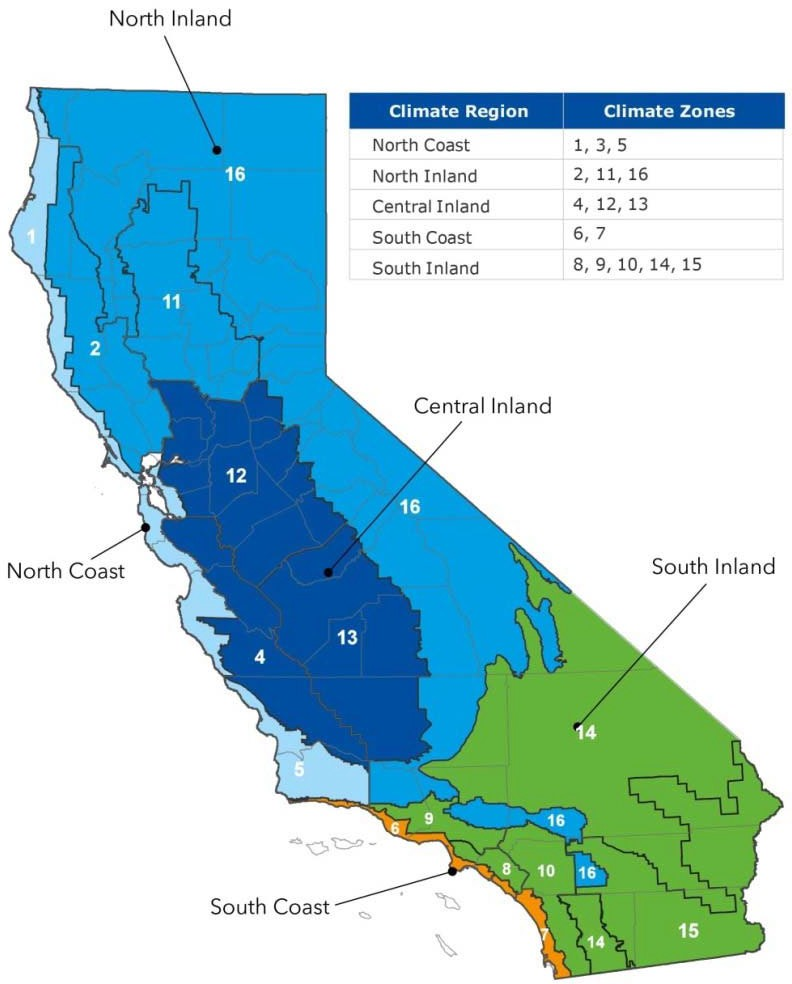 North Inland
Climate Region Climate Zones
North Coast 1, 3, 5
North Inland 2, 11, 16
Central Inland 4, 12, 13
South Coast 6, 7
South Inland 8, 9, 10, 14, 15
16
1
11
2
Central Inland
12
16
North Coast
South Inland
13
4
14
5
9
16
6
8
10
16
South Coast
7
14
15